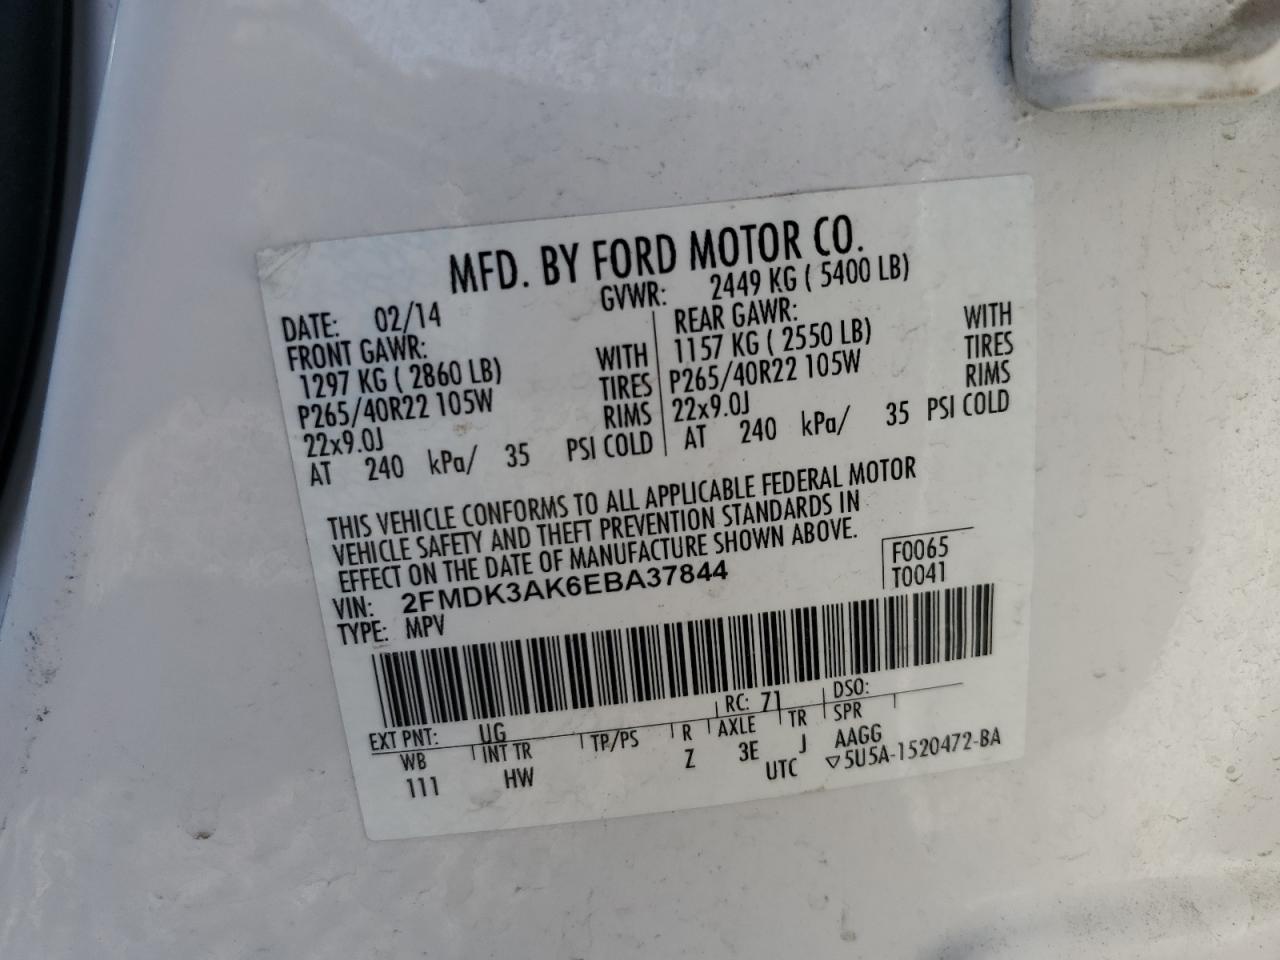 MFD. BY FORD MOTOR CO.
DATE: 02/14 GVWR: 2449 KG ( 5400 LB)
FRONT GAWR: REAR GAWR:
1297 KG ( 2860 LB) WITH 1157 KG ( 2550 LB) WITH
P265/40R22 105W TIRES P265/40R22 105W TIRES
22x9.0J RIMS 22x9.0J RIMS
AT 240 kPa/ 35 PSI COLD AT 240 kPa/ 35 PSI COLD
THIS VEHICLE CONFORMS TO ALL APPLICABLE FEDERAL MOTOR
VEHICLE SAFETY AND THEFT PREVENTION STANDARDS IN
EFFECT ON THE DATE OF MANUFACTURE SHOWN ABOVE.
VIN: 2FMDK3AK6EBA37844 F0065
TYPE: MPV T0041
EXT PNT: UG RC: 71 DSO:
WB INT TR TP/PS R AXLE TR SPR
111 HW Z 3E J AAGG
UTC ▽5U5A-1520472-BA